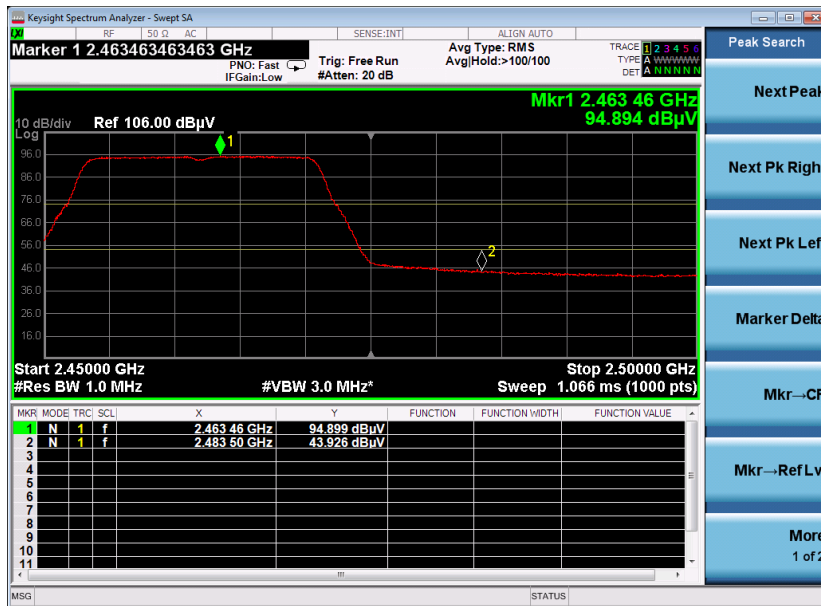 Keysight Spectrum Analyzer - Swept SA
LXI RF 50 Ω AC SENSE:INT ALIGN AUTO
Marker 1 2.463463463463 GHz
PNO: Fast
IFGain:Low
Trig: Free Run
#Atten: 20 dB
Avg Type: RMS
Avg|Hold:>100/100
TRACE 1 2 3 4 5 6
TYPE A WWWWW
DET A N N N N N
Mkr1 2.463 46 GHz
94.894 dBµV
10 dB/div Ref 106.00 dBµV
Log
1
96.0
86.0
76.0
66.0
56.0
2
46.0
36.0
26.0
16.0
Start 2.45000 GHz Stop 2.50000 GHz
#Res BW 1.0 MHz #VBW 3.0 MHz* Sweep 1.066 ms (1000 pts)
MKR MODE TRC SCL X Y FUNCTION FUNCTION WIDTH FUNCTION VALUE
1 N 1 f 2.463 46 GHz 94.899 dBµV
2 N 1 f 2.483 50 GHz 43.926 dBµV
3
4
5
6
7
8
9
10
11
MSG STATUS
Peak Search
Next Peak
Next Pk Righ
Next Pk Lef
Marker Delta
Mkr→CF
Mkr→Ref Lv
More
1 of 2